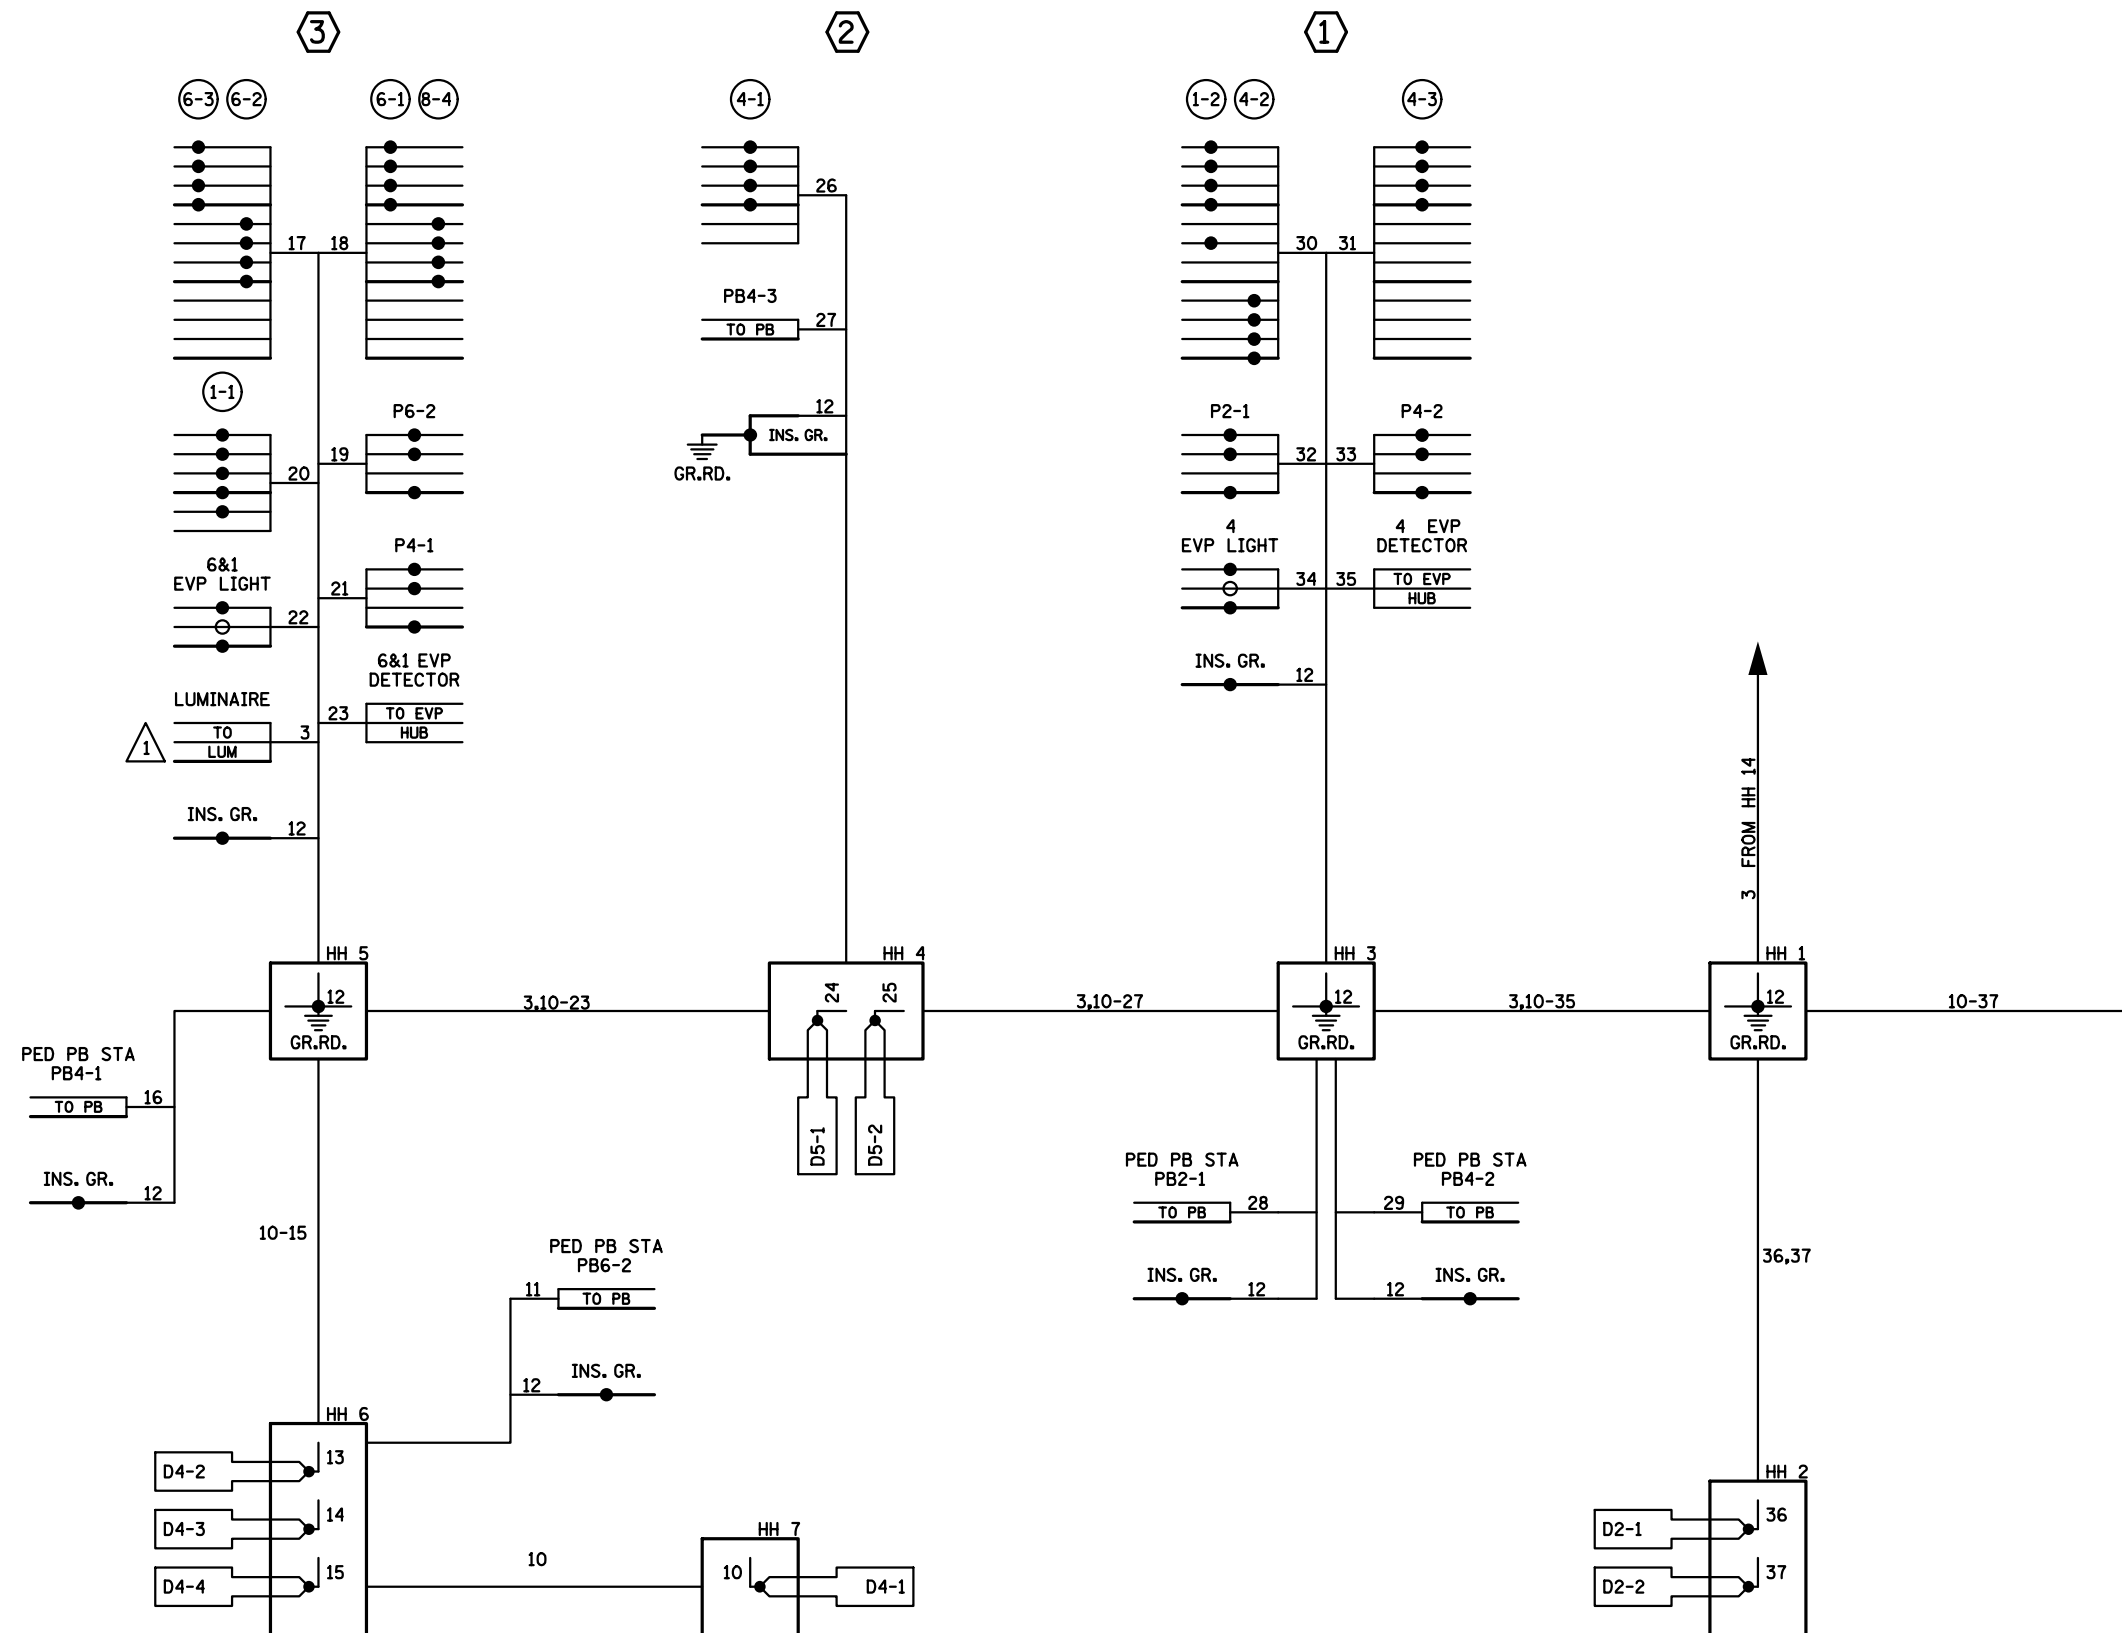 3
2
1
6-3 6-2 6-1 8-4
4-1
1-2 4-2 4-3
17 18
26
30 31
PB4-3
TO PB 27
1-1
P6-2
12
INS. GR.
GR.RD.
P2-1 P4-2
19
20
32 33
6&1
EVP LIGHT
22
P4-1
21
4
EVP LIGHT
34
4 EVP
DETECTOR
35 TO EVP
HUB
6&1 EVP
DETECTOR
23 TO EVP
HUB
LUMINAIRE
TO 3
LUM
1
INS. GR.
12
INS. GR.
12
3 FROM HH 14
HH 5
12
GR.RD.
3,10-23
HH 4
24 25
D5-1 D5-2
3,10-27
HH 3
12
GR.RD.
3,10-35
HH 1
12
GR.RD.
10-37
PED PB STA
PB4-1
TO PB 16
INS. GR.
12
10-15
PED PB STA
PB2-1
TO PB 28
INS. GR.
12
PED PB STA
PB4-2
29 TO PB
12 INS. GR.
36,37
PED PB STA
PB6-2
11 TO PB
12 INS. GR.
HH 6
D4-2 13
D4-3 14
D4-4 15
10
HH 7
10 D4-1
HH 2
D2-1 36
D2-2 37